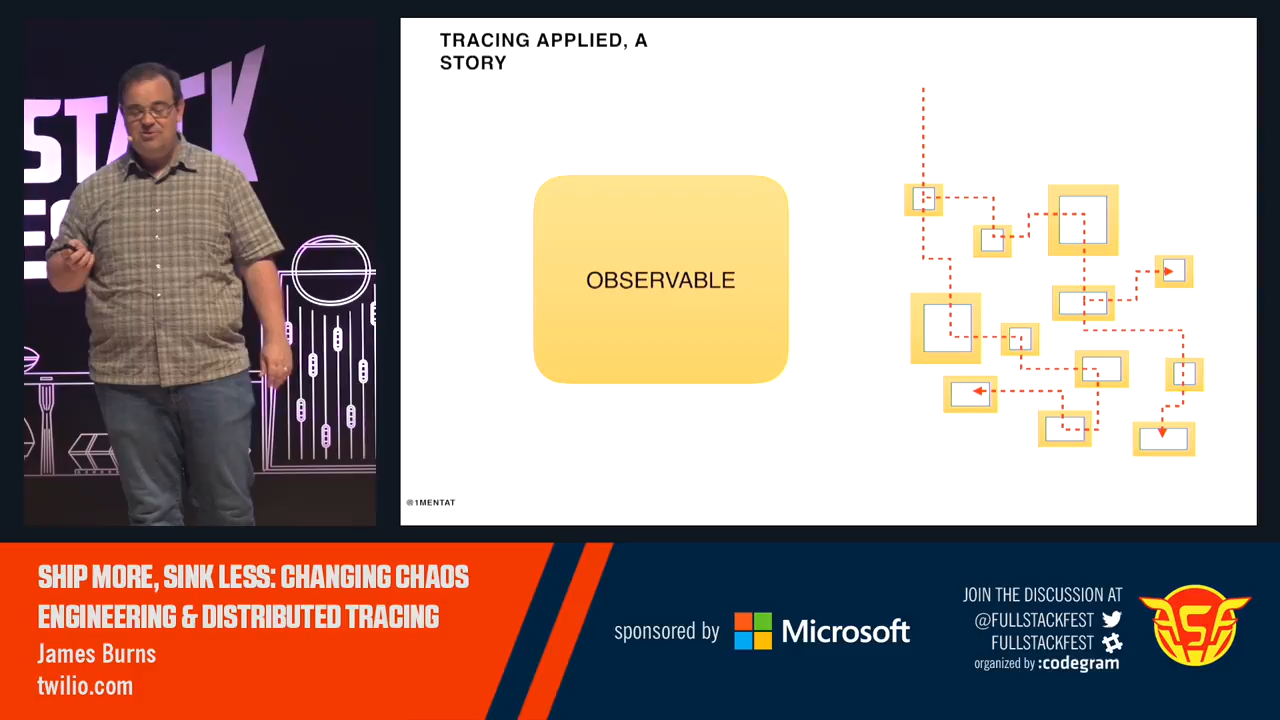 STACK
TRACING APPLIED, A
STORY
OBSERVABLE
@1MENTAT
SHIP MORE, SINK LESS: CHANGING CHAOS
ENGINEERING & DISTRIBUTED TRACING
James Burns
twilio.com
sponsored by Microsoft
JOIN THE DISCUSSION AT
@FULLSTACKFEST
FULLSTACKFEST
organized by :codegram